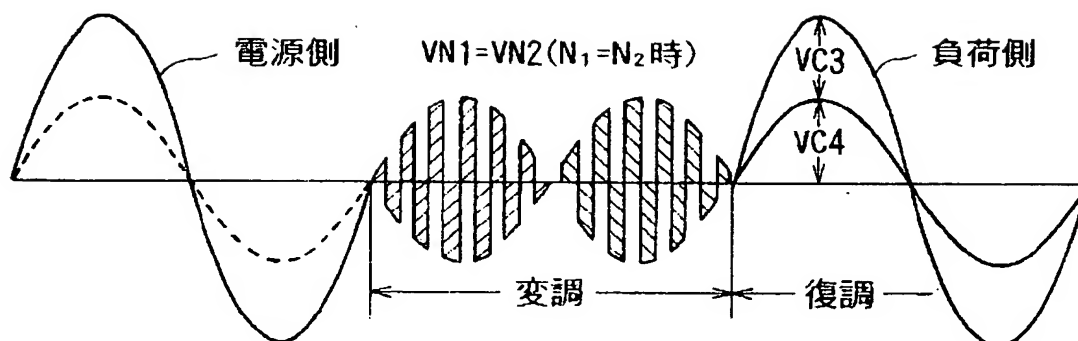 電源側
VN1=VN2(N₁=N₂時)
VC3
負荷側
VC4
変調
復調